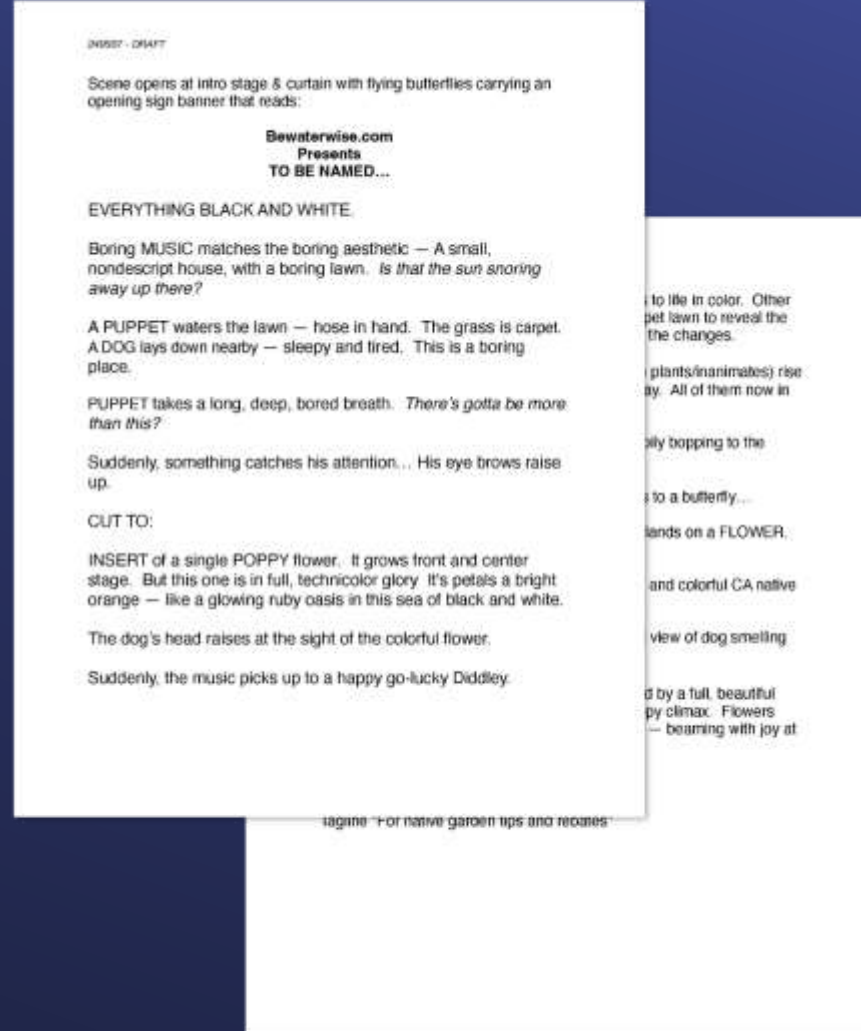 DRAFT
Scene opens at intro stage & curtain with flying butterflies carrying an
opening sign banner that reads:
Bewaterwise.com
Presents
TO BE NAMED...
EVERYTHING BLACK AND WHITE.
Boring MUSIC matches the boring aesthetic — A small,
nondescript house, with a boring lawn. Is that the sun snoring
away up there?
A PUPPET waters the lawn — hose in hand. The grass is carpet.
A DOG lays down nearby — sleepy and tired. This is a boring
place.
PUPPET takes a long, deep, bored breath. There's gotta be more
than this?
Suddenly, something catches his attention... His eye brows raise
up.
CUT TO:
INSERT of a single POPPY flower. It grows front and center
stage. But this one is in full, technicolor glory. It's petals a bright
orange — like a glowing ruby oasis in this sea of black and white.
The dog's head raises at the sight of the colorful flower.
Suddenly, the music picks up to a happy go-lucky Diddley.
to life in color. Other
pet lawn to reveal the
the changes.
plants/inanimates) rise
ay. All of them now in
pily bopping to the
s to a butterfly...
lands on a FLOWER.
and colorful CA native
view of dog smelling
d by a full, beautiful
py climax. Flowers
— beaming with joy at
Tagline "For native garden tips and rebates"